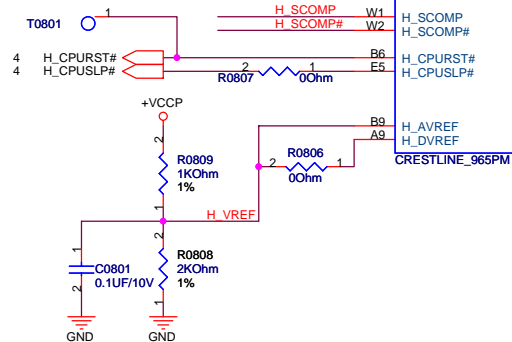 H_SCOMP W1 H_SCOMP
T0801 1 H_SCOMP# W2 H_SCOMP#
4 H_CPURST# B6 H_CPURST#
4 H_CPUSLP# 2 1 E5 H_CPUSLP#
R0807 0Ohm
+VCCP
B9 H_AVREF
A9 H_DVREF
2 R0809 R0806 CRESTLINE_965PM
1KOhm 2 1
1% 0Ohm
1
H_VREF
2 R0808
1 2KOhm
C0801 1%
0.1UF/10V
2 1
GND GND